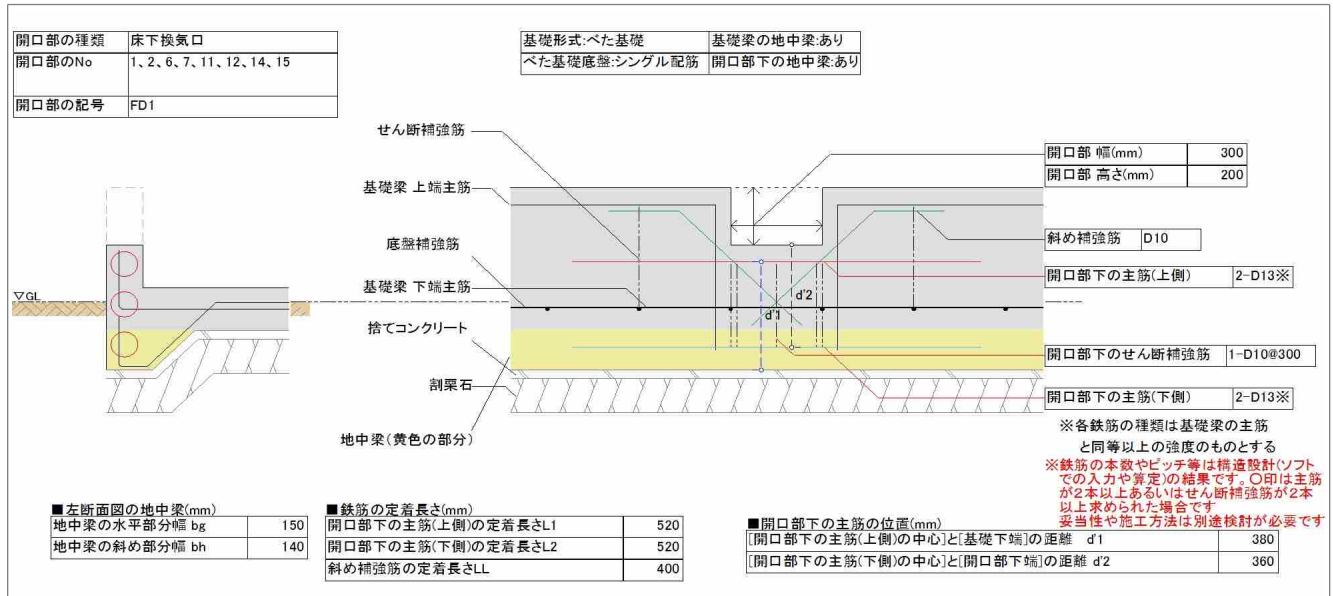 開口部の種類 床下換気口
開口部のNo 1、2、6、7、11、12、14、15
開口部の記号 FD1
基礎形式:べた基礎 基礎梁の地中梁:あり
べた基礎底盤:シングル配筋 開口部下の地中梁:あり
せん断補強筋
基礎梁 上端主筋
底盤補強筋
▽GL
基礎梁 下端主筋
捨てコンクリート
割栗石
地中梁(黄色の部分)
d'2
d'1
開口部 幅(mm) 300
開口部 高さ(mm) 200
斜め補強筋 D10
開口部下の主筋(上側) 2-D13※
開口部下のせん断補強筋 1-D10@300
開口部下の主筋(下側) 2-D13※
※各鉄筋の種類は基礎梁の主筋
と同等以上の強度のものとする
※鉄筋の本数やピッチ等は構造設計(ソフト
での入力や算定)の結果です。〇印は主筋
が2本以上あるいはせん断補強筋が2本
以上求められた場合です
妥当性や施工方法は別途検討が必要です
■左断面図の地中梁(mm)
地中梁の水平部分幅 bg 150
地中梁の斜め部分幅 bh 140
■鉄筋の定着長さ(mm)
開口部下の主筋(上側)の定着長さL1 520
開口部下の主筋(下側)の定着長さL2 520
斜め補強筋の定着長さLL 400
■開口部下の主筋の位置(mm)
[開口部下の主筋(上側)の中心]と[基礎下端]の距離 d'1 380
[開口部下の主筋(下側)の中心]と[開口部下端]の距離 d'2 360